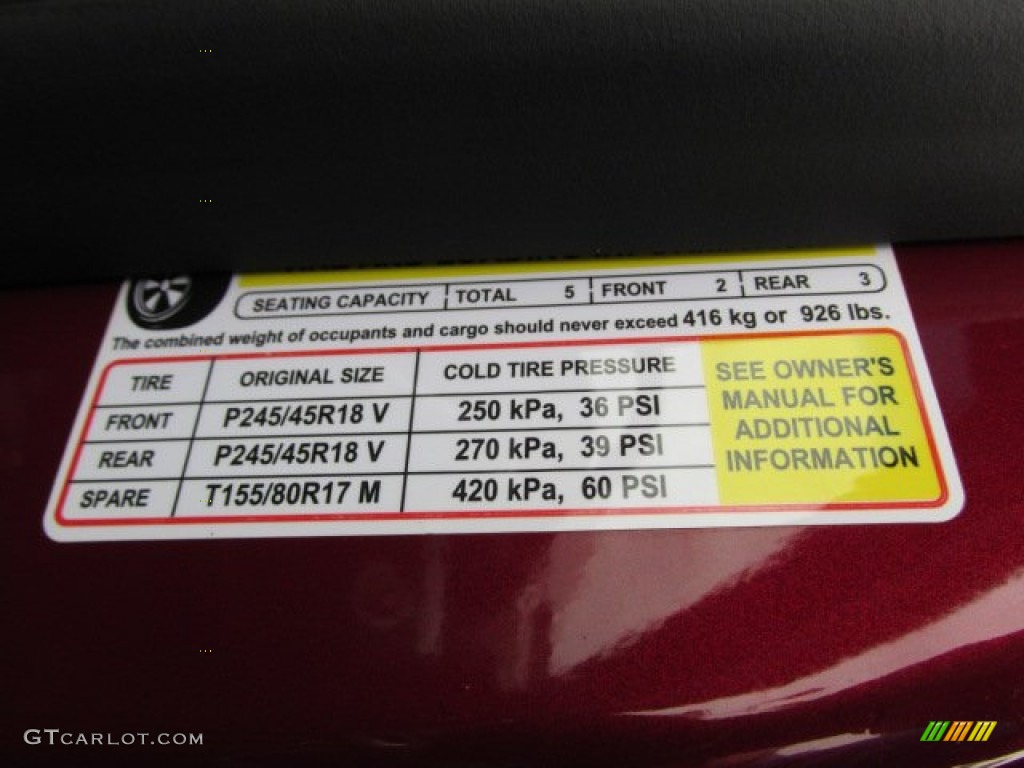 SEATING CAPACITY TOTAL 5 FRONT 2 REAR 3
The combined weight of occupants and cargo should never exceed 416 kg or 926 lbs.
TIRE ORIGINAL SIZE COLD TIRE PRESSURE
FRONT P245/45R18 V 250 kPa, 36 PSI
REAR P245/45R18 V 270 kPa, 39 PSI
SPARE T155/80R17 M 420 kPa, 60 PSI
SEE OWNER'S
MANUAL FOR
ADDITIONAL
INFORMATION
GTCARLOT.COM